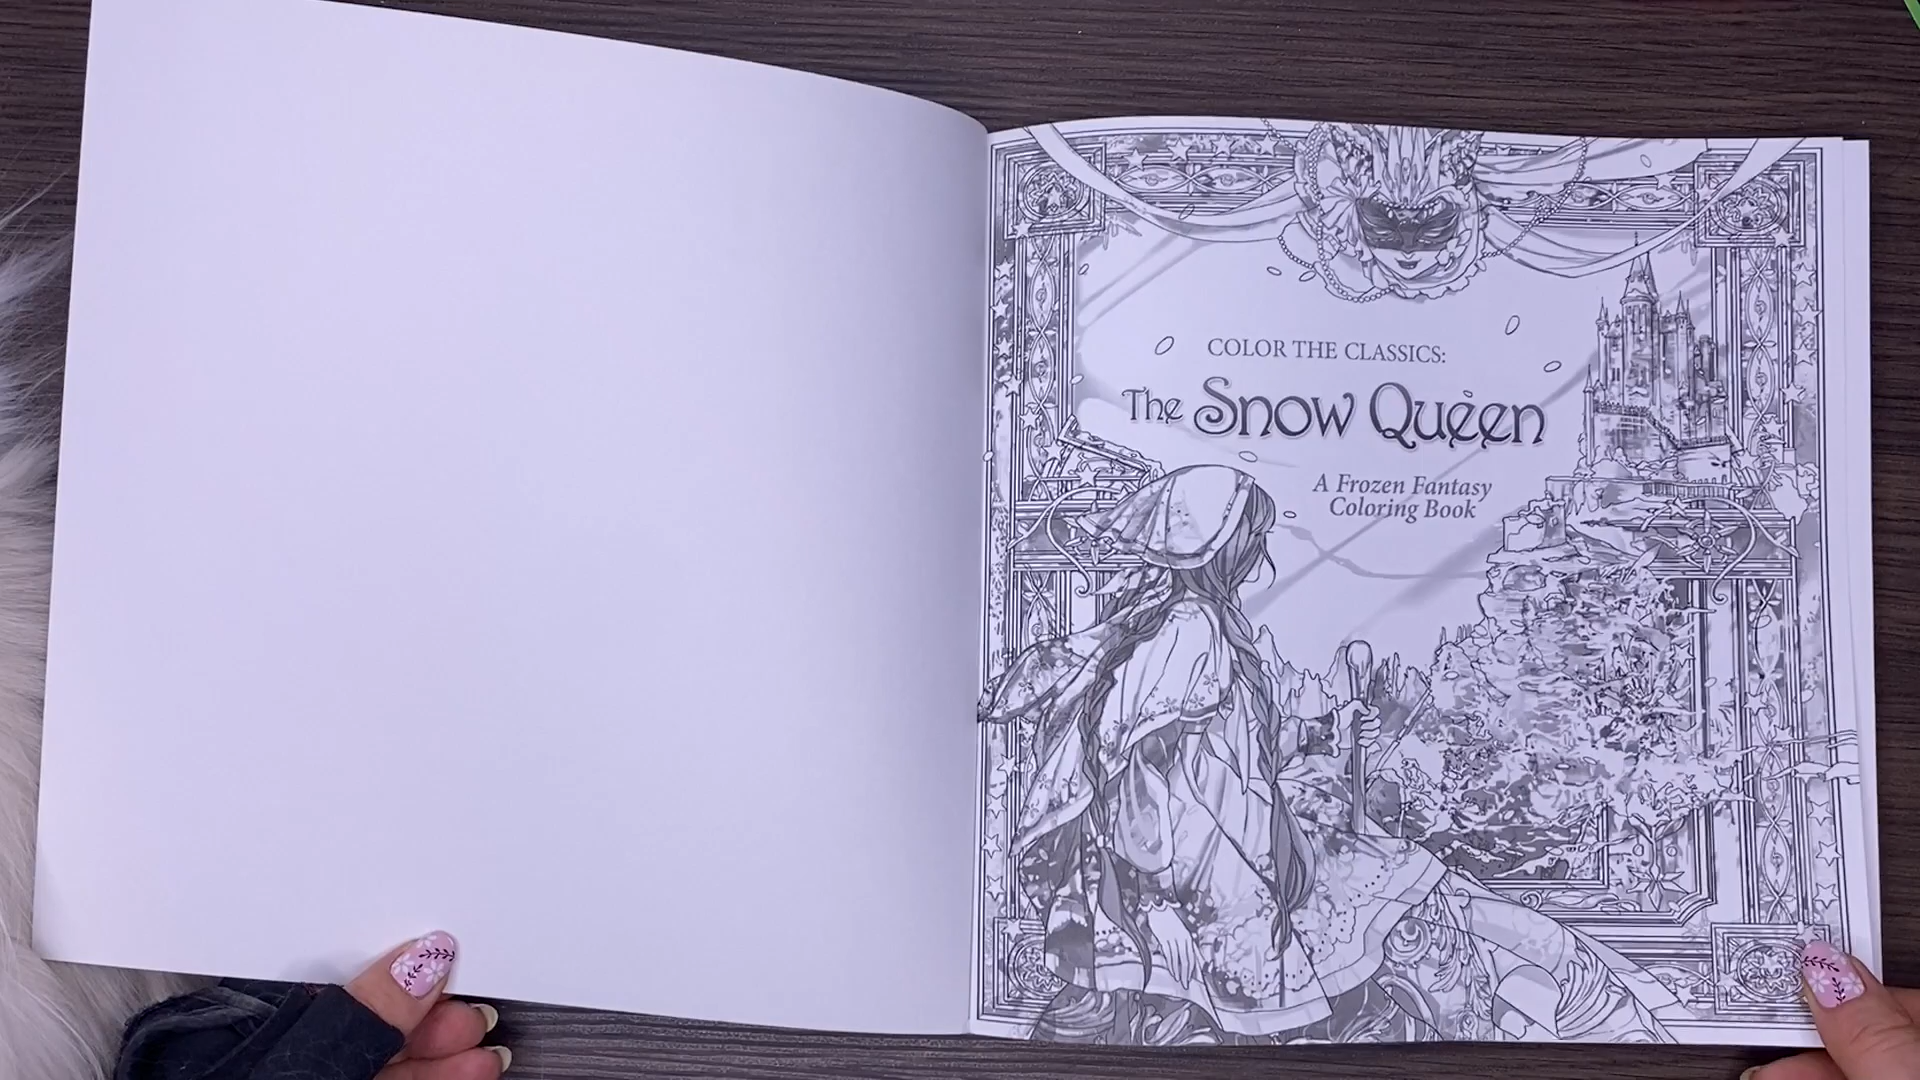 COLOR THE CLASSICS:
The Snow Queen
A Frozen Fantasy
Coloring Book